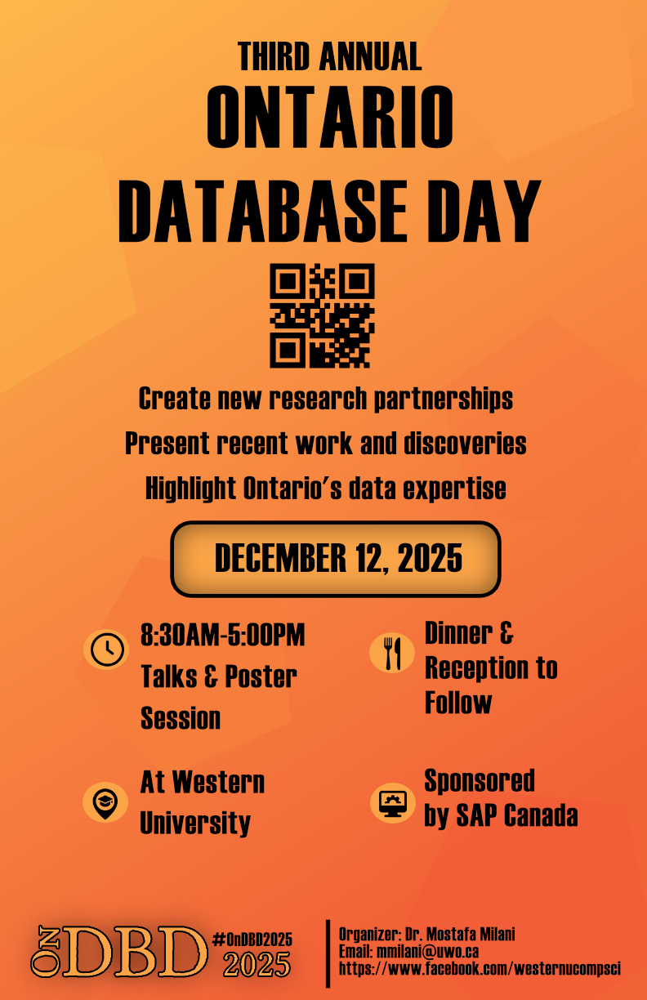 THIRD ANNUAL
ONTARIO
DATABASE DAY
Create new research partnerships
Present recent work and discoveries
Highlight Ontario's data expertise
DECEMBER 12, 2025
8:30AM-5:00PM
Talks & Poster
Session
Dinner &
Reception to
Follow
At Western
University
Sponsored
by SAP Canada
ON DBD
#OnDBD2025
2025
Organizer: Dr. Mostafa Milani
Email: mmilani@uwo.ca
https://www.facebook.com/westernucompsci